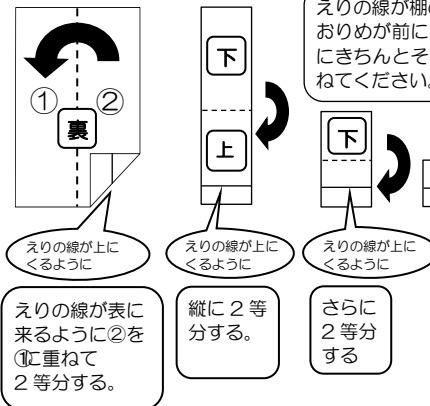 えりの線が棚の
おりめが前に
にきちんとそ
ねてください。
① ②
裏
下
上
下
えりの線が上に
くるように
えりの線が上に
くるように
えりの線が上に
くるように
えりの線が表に
来るように②を
①に重ねて
2等分する。
縦に2等
分する。
さらに
2等分
する